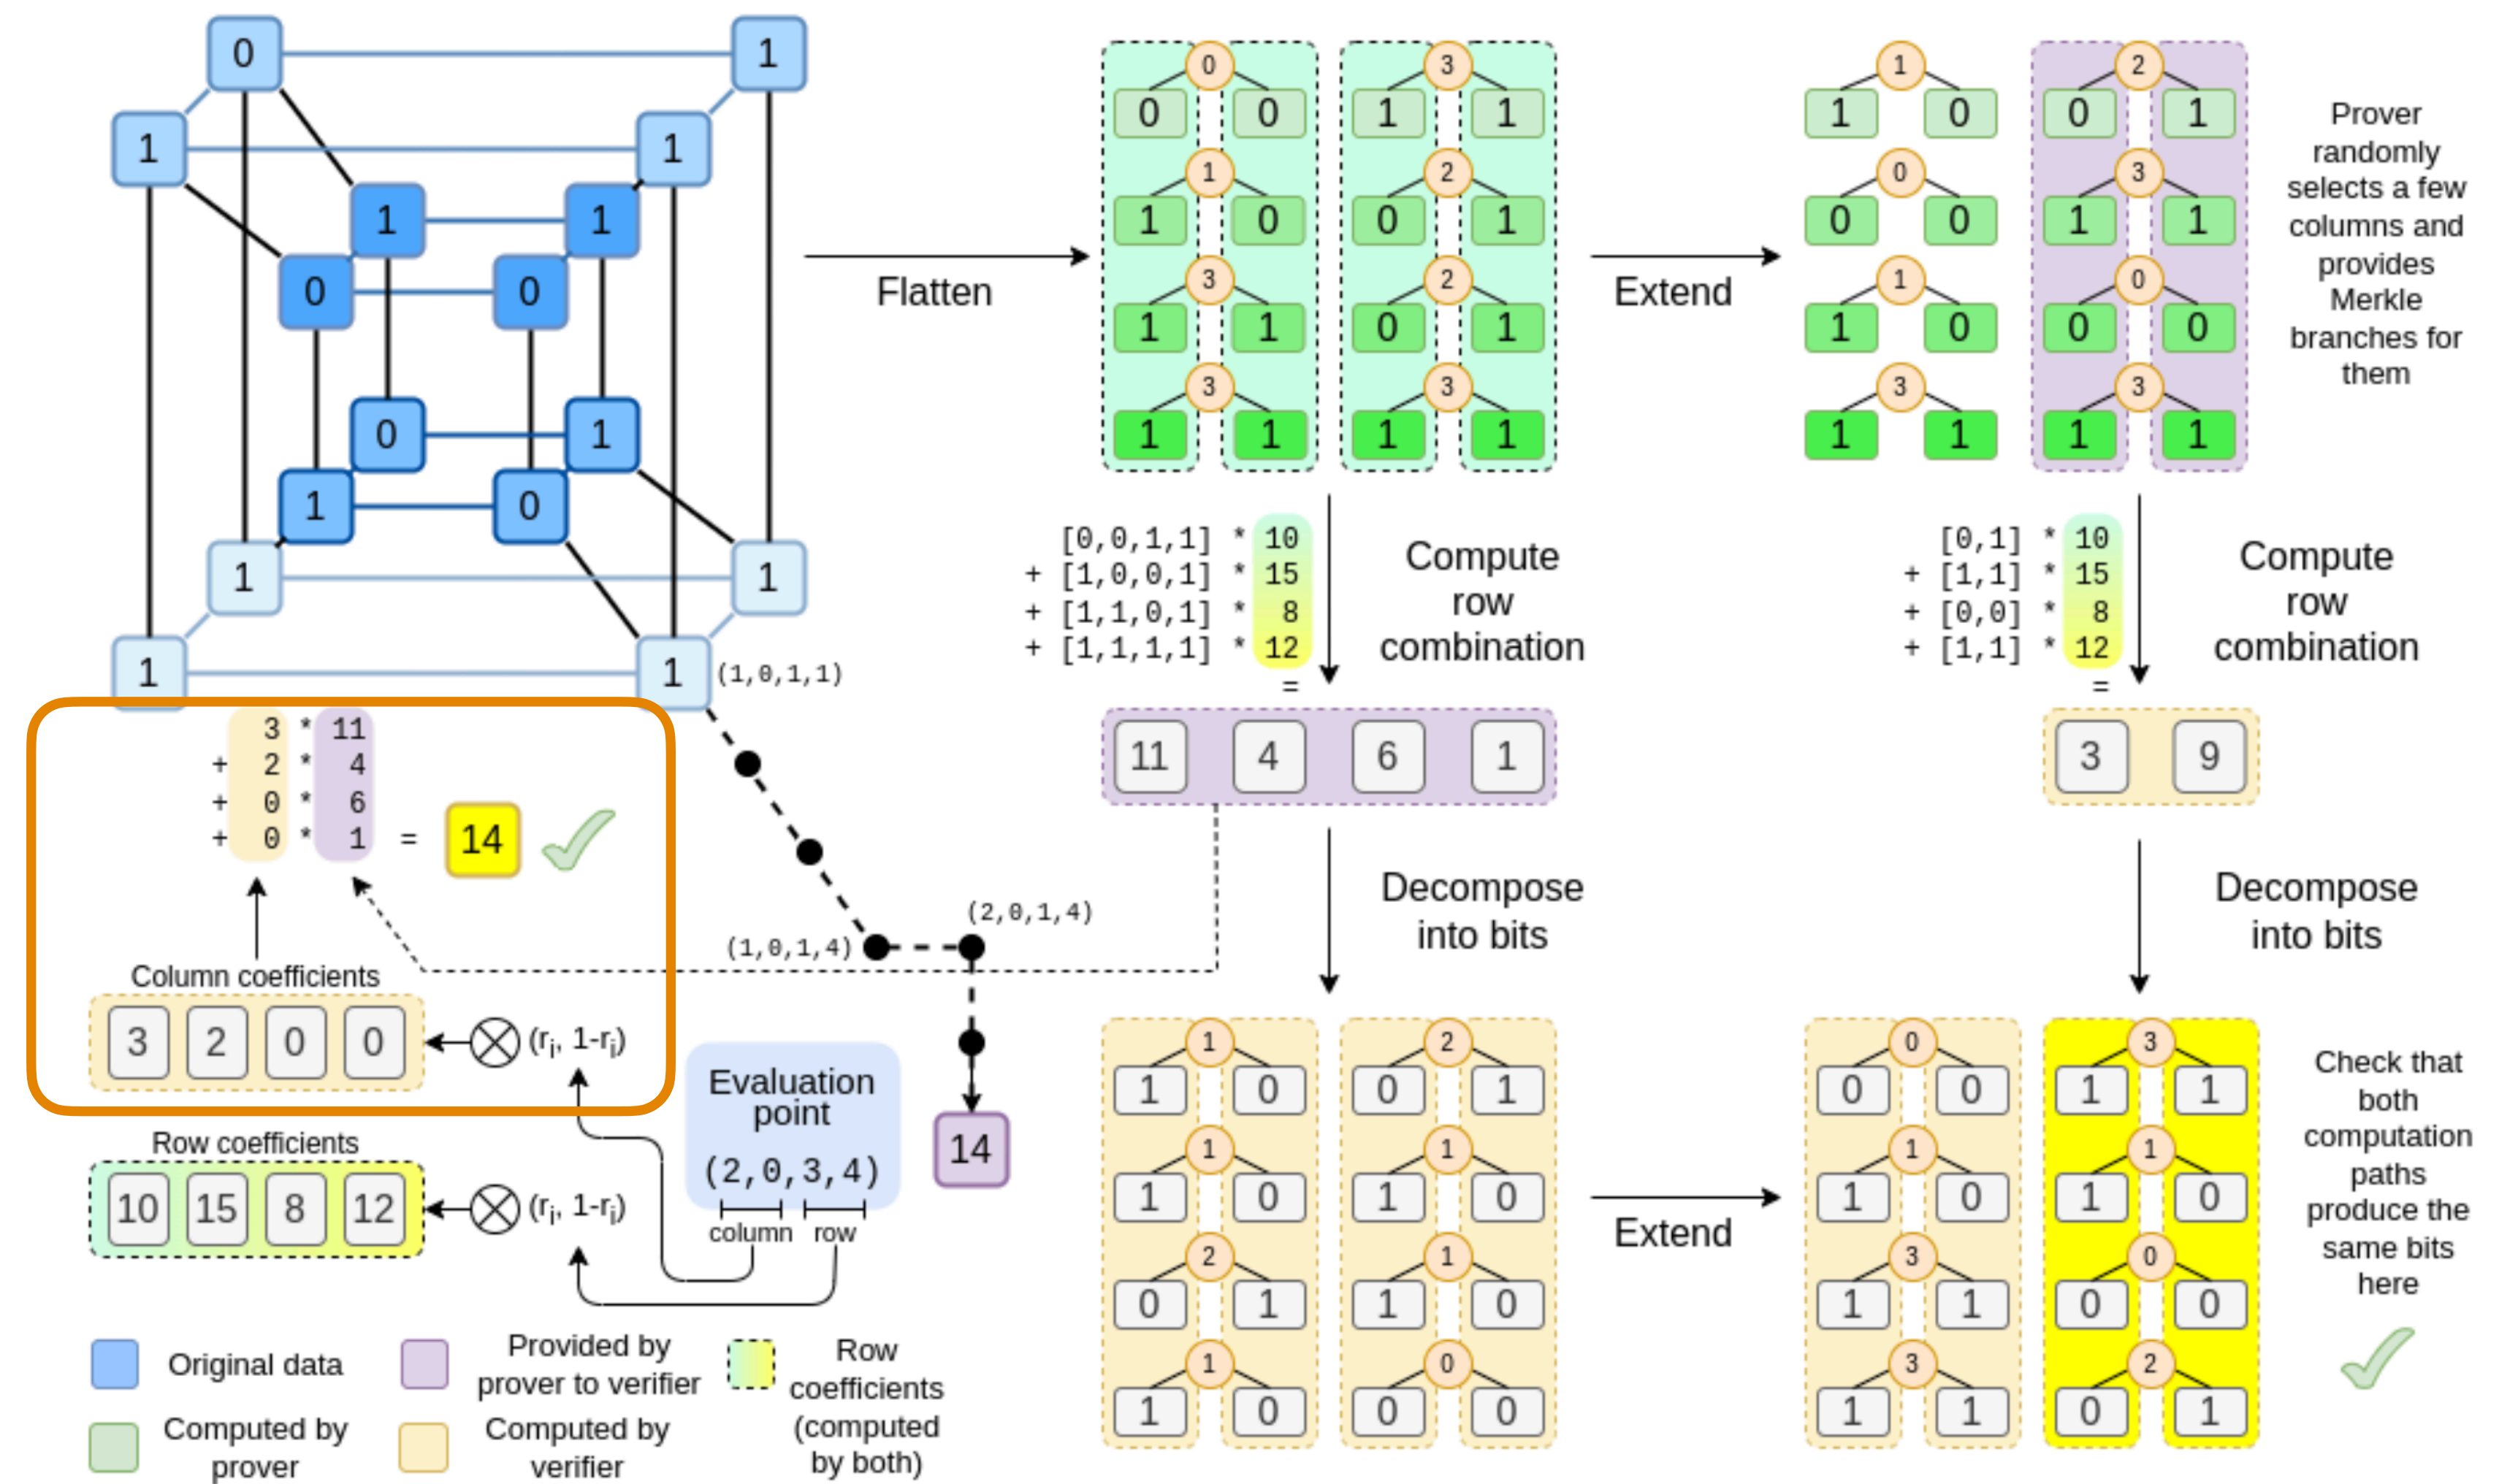 0
1
1
1
1
1
0
0
0
1
1
0
1
1
1
1
(1,0,1,1)
Flatten
0
0 0
1
1 0
3
1 1
3
1 1
3
1 1
2
0 1
2
0 1
3
1 1
Extend
1
1 0
0
0 0
1
1 0
3
1 1
2
0 1
3
1 1
0
0 0
3
1 1
Prover
randomly
selects a few
columns and
provides
Merkle
branches for
them
[0,0,1,1] * 10
+ [1,0,0,1] * 15
+ [1,1,0,1] * 8
+ [1,1,1,1] * 12
=
Compute
row
combination
[0,1] * 10
+ [1,1] * 15
+ [0,0] * 8
+ [1,1] * 12
=
Compute
row
combination
11 4 6 1
3 9
3 * 11
+ 2 * 4
+ 0 * 6
+ 0 * 1 = 14
(2,0,1,4)
(1,0,1,4)
14
Column coefficients
3 2 0 0
(ri, 1-ri)
Row coefficients
10 15 8 12
(ri, 1-ri)
Evaluation
point
(2,0,3,4)
column row
Decompose
into bits
Decompose
into bits
1
1 0
1
1 0
2
0 1
1
1 0
2
0 1
1
1 0
1
1 0
0
0 0
Extend
0
0 0
1
1 0
3
1 1
3
1 1
3
1 1
1
1 0
0
0 0
2
0 1
Check that
both
computation
paths
produce the
same bits
here
Original data
Provided by
prover to verifier
Row
coefficients
(computed
by both)
Computed by
prover
Computed by
verifier